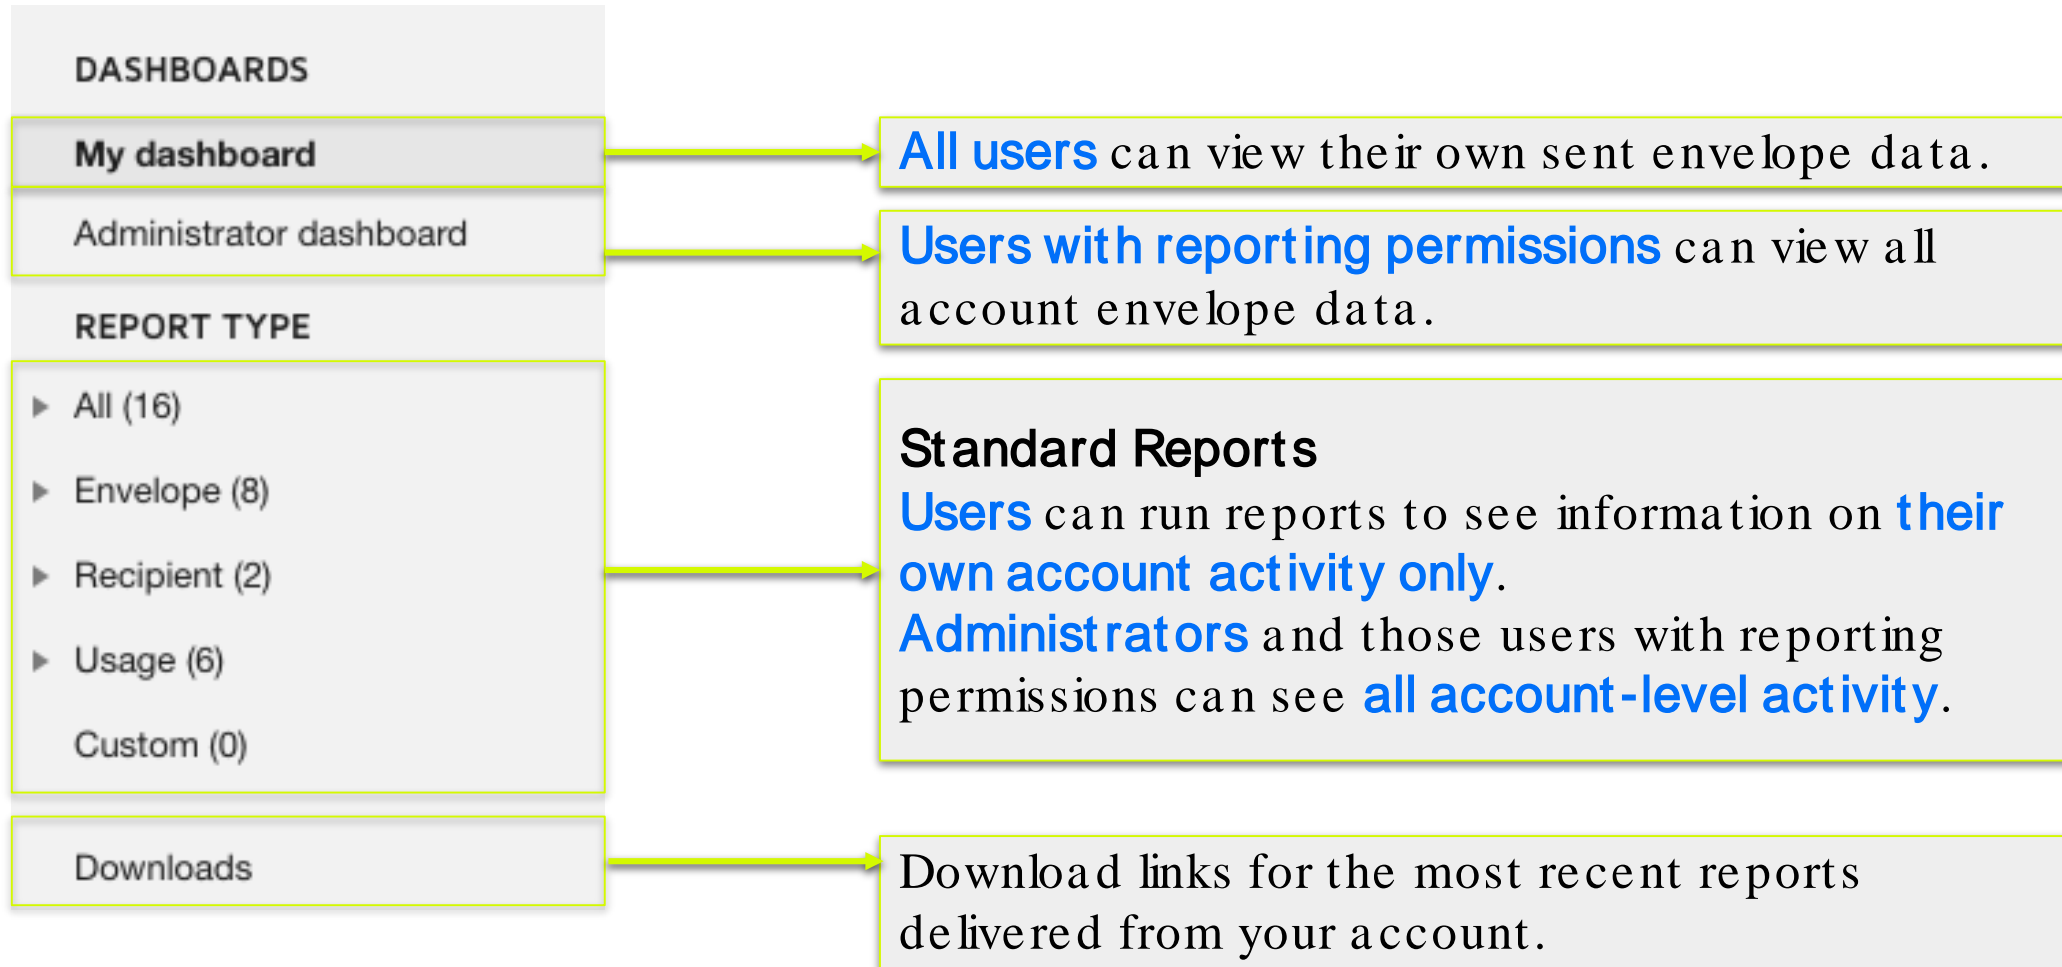 DASHBOARDS
My dashboard
Administrator dashboard
REPORT TYPE
All (16)
Envelope (8)
Recipient (2)
Usage (6)
Custom (0)
Downloads
All users can view their own sent envelope data.
Users with reporting permissions can view all
account envelope data.
Standard Reports
Users can run reports to see information on their
own account activity only.
Administrators and those users with reporting
permissions can see all account-level activity.
Download links for the most recent reports
delivered from your account.